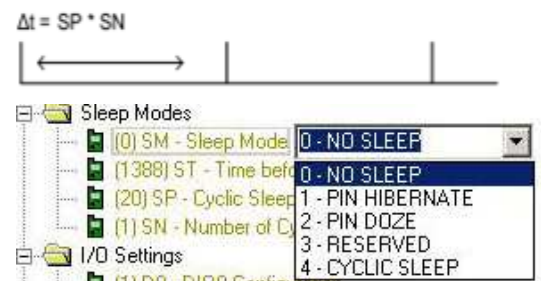 Δt = SP * SN
Sleep Modes
(0) SM - Sleep Mode 0 - NO SLEEP
(1388) ST - Time befo 0 - NO SLEEP
1 - PIN HIBERNATE
(20) SP - Cyclic Sleep
2 - PIN DOZE
(1) SN - Number of Cy
3 - RESERVED
I/O Settings
4 - CYCLIC SLEEP